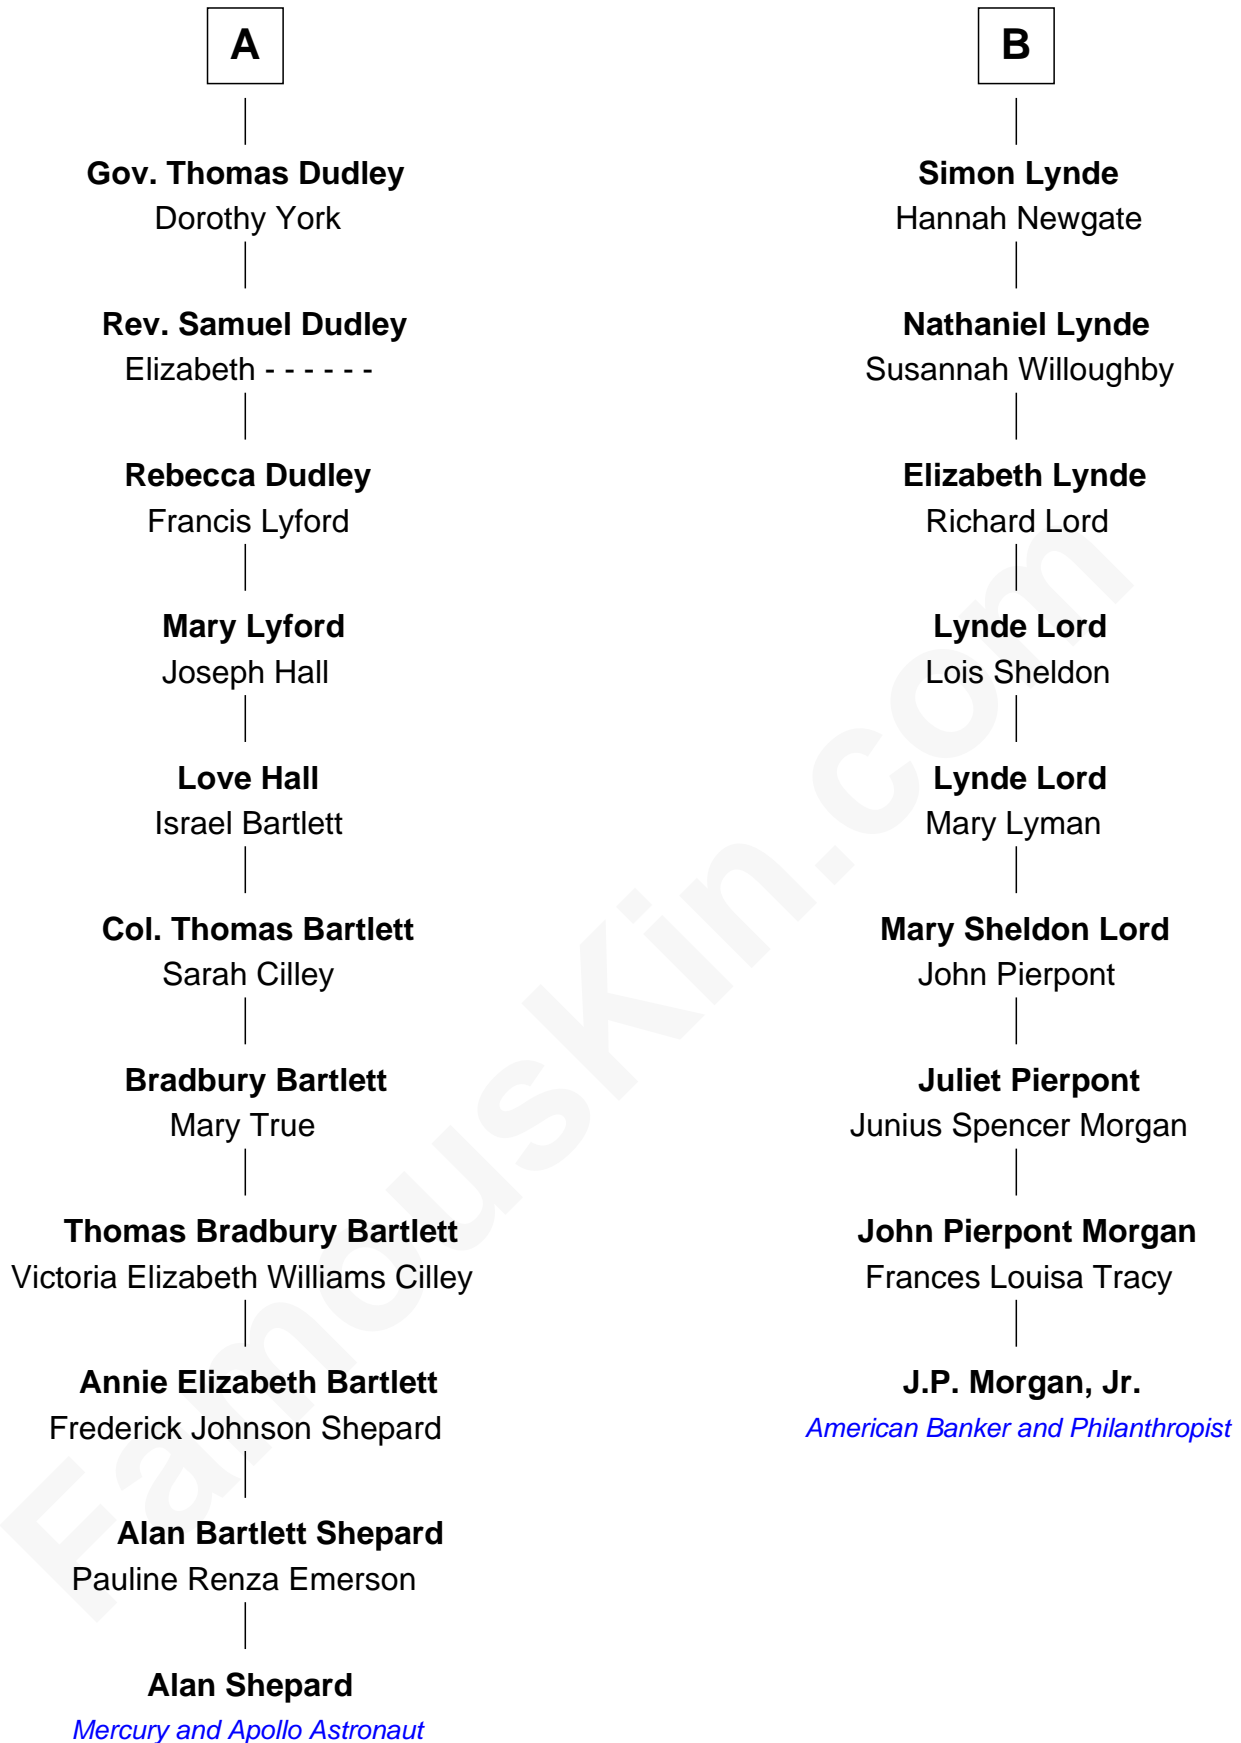 A
Gov. Thomas Dudley
Dorothy York
Rev. Samuel Dudley
Elizabeth - - - - - -
Rebecca Dudley
Francis Lyford
Mary Lyford
Joseph Hall
Love Hall
Israel Bartlett
Col. Thomas Bartlett
Sarah Cilley
Bradbury Bartlett
Mary True
Thomas Bradbury Bartlett
Victoria Elizabeth Williams Cilley
Annie Elizabeth Bartlett
Frederick Johnson Shepard
Alan Bartlett Shepard
Pauline Renza Emerson
Alan Shepard
Mercury and Apollo Astronaut
B
Simon Lynde
Hannah Newgate
Nathaniel Lynde
Susannah Willoughby
Elizabeth Lynde
Richard Lord
Lynde Lord
Lois Sheldon
Lynde Lord
Mary Lyman
Mary Sheldon Lord
John Pierpont
Juliet Pierpont
Junius Spencer Morgan
John Pierpont Morgan
Frances Louisa Tracy
J.P. Morgan, Jr.
American Banker and Philanthropist
FamousKin.com